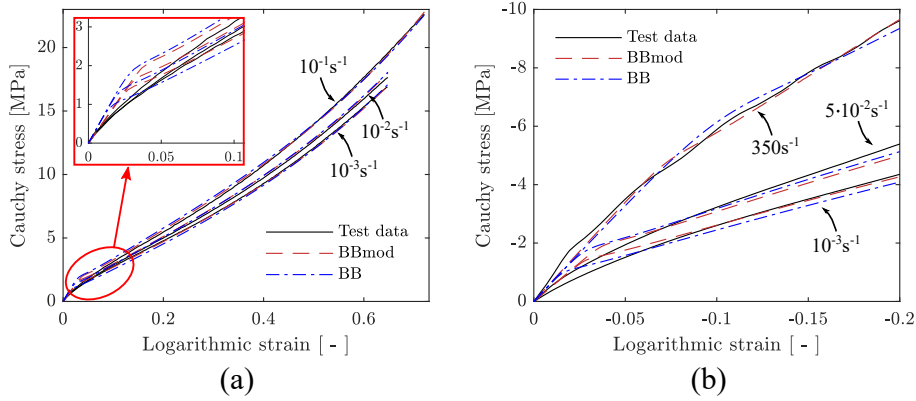 3
2
1
0
0
0.05
0.1
20
15
10
5
0
Cauchy stress [MPa]
10⁻¹s⁻¹
10⁻²s⁻¹
10⁻³s⁻¹
Test data
BBmod
BB
0
0.2
0.4
0.6
Logarithmic strain [ - ]
(a)
-10
-8
-6
-4
-2
0
Cauchy stress [MPa]
Test data
BBmod
BB
5·10⁻²s⁻¹
350s⁻¹
10⁻³s⁻¹
0
-0.05
-0.1
-0.15
-0.2
Logarithmic strain [ - ]
(b)